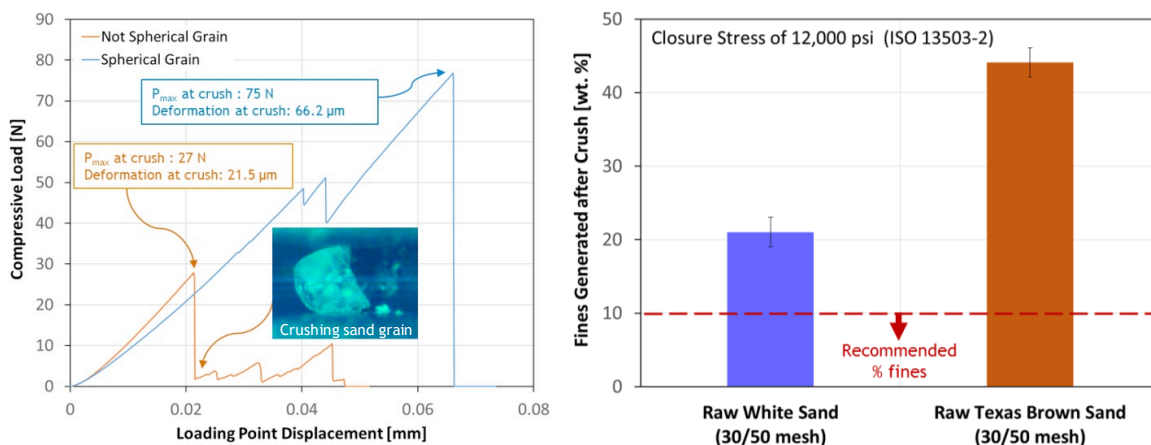 90
80
70
60
50
40
30
20
10
0
Compressive Load [N]
Not Spherical Grain
Spherical Grain
Pmax at crush : 75 N
Deformation at crush: 66.2 μm
Pmax at crush : 27 N
Deformation at crush: 21.5 μm
Crushing sand grain
0 0.02 0.04 0.06 0.08
Loading Point Displacement [mm]
50
40
30
20
10
0
Fines Generated after Crush [wt. %]
Closure Stress of 12,000 psi (ISO 13503-2)
Recommended
% fines
Raw White Sand
(30/50 mesh)
Raw Texas Brown Sand
(30/50 mesh)